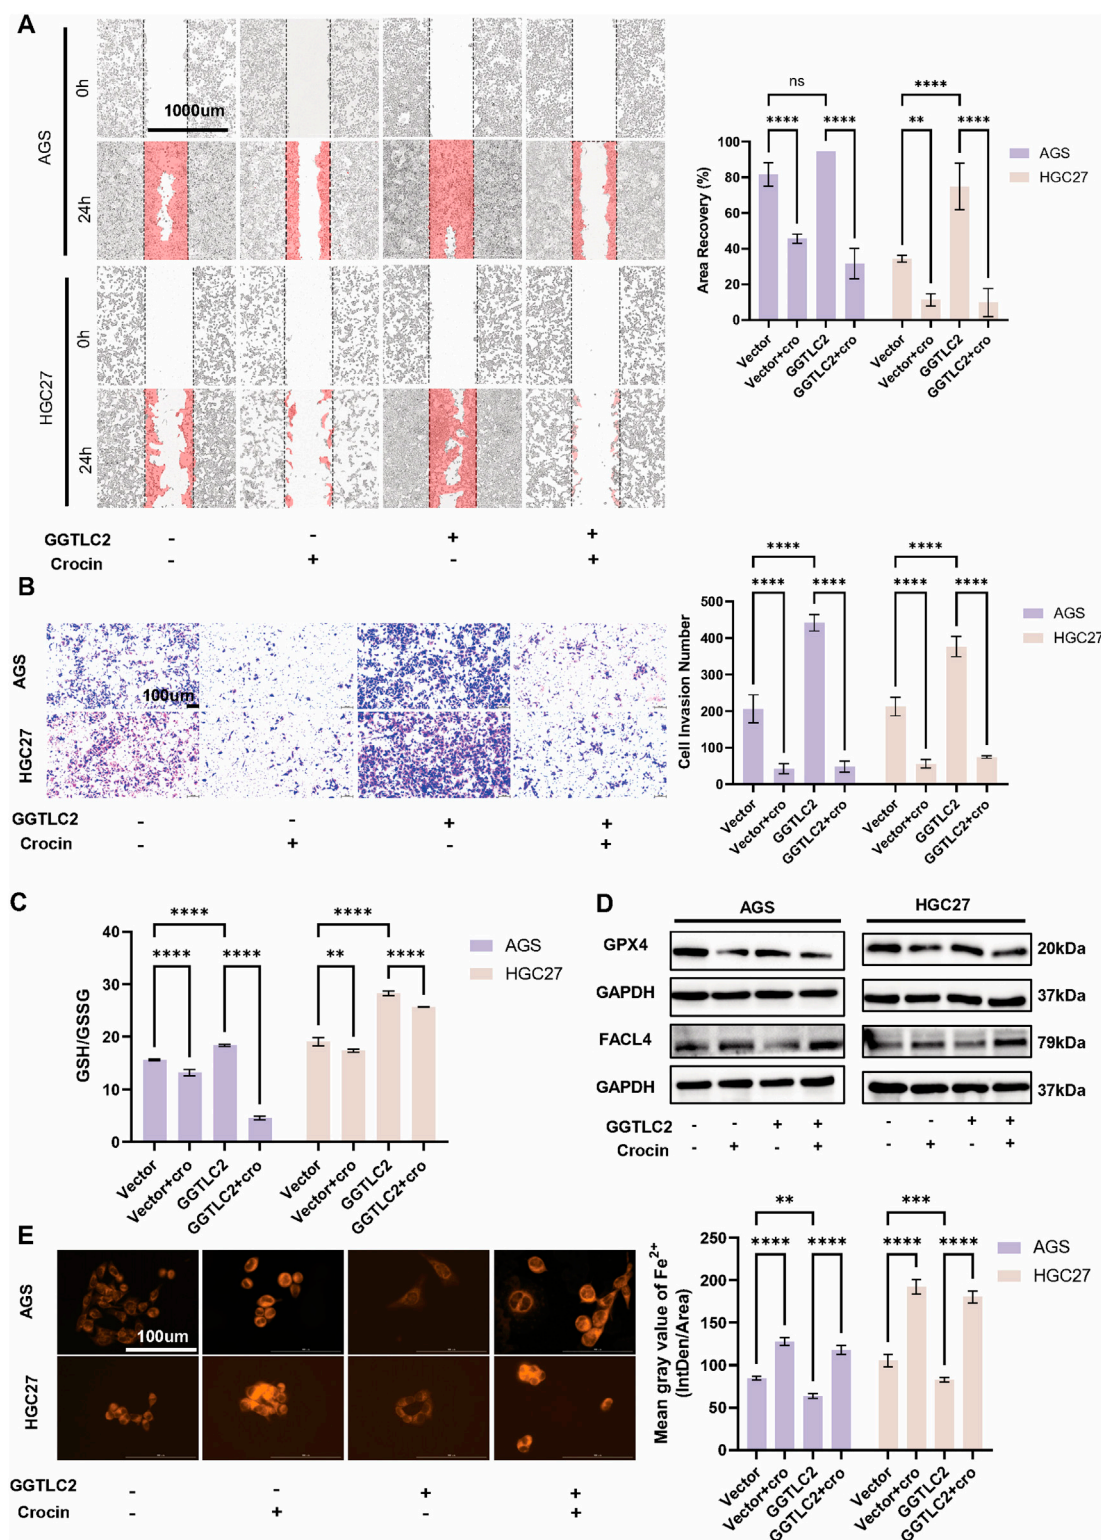 A
AGS
0h
1000um
24h
HGC27
0h
24h
GGTLC2 - - + +
Crocin - + - +
ns
****
****
****
**
****
Area Recovery (%)
100
80
60
40
20
0
Vector
Vector+cro
GGTLC2
GGTLC2+cro
Vector
Vector+cro
GGTLC2
GGTLC2+cro
AGS
HGC27
B
AGS
100um
HGC27
GGTLC2 - - + +
Crocin - + - +
****
****
****
****
****
****
Cell Invasion Number
500
400
300
200
100
0
Vector
Vector+cro
GGTLC2
GGTLC2+cro
Vector
Vector+cro
GGTLC2
GGTLC2+cro
AGS
HGC27
C
****
****
****
****
**
****
GSH/GSSG
40
30
20
10
0
Vector
Vector+cro
GGTLC2
GGTLC2+cro
Vector
Vector+cro
GGTLC2
GGTLC2+cro
AGS
HGC27
D
AGS HGC27
GPX4 20kDa
GAPDH 37kDa
FACL4 79kDa
GAPDH 37kDa
GGTLC2 - - + + - - + +
Crocin - + - + - + - +
E
AGS
100um
HGC27
GGTLC2 - - + +
Crocin - + - +
**
****
****
***
****
****
Mean gray value of Fe2+
(IntDen/Area)
250
200
150
100
50
0
Vector
Vector+cro
GGTLC2
GGTLC2+cro
Vector
Vector+cro
GGTLC2
GGTLC2+cro
AGS
HGC27